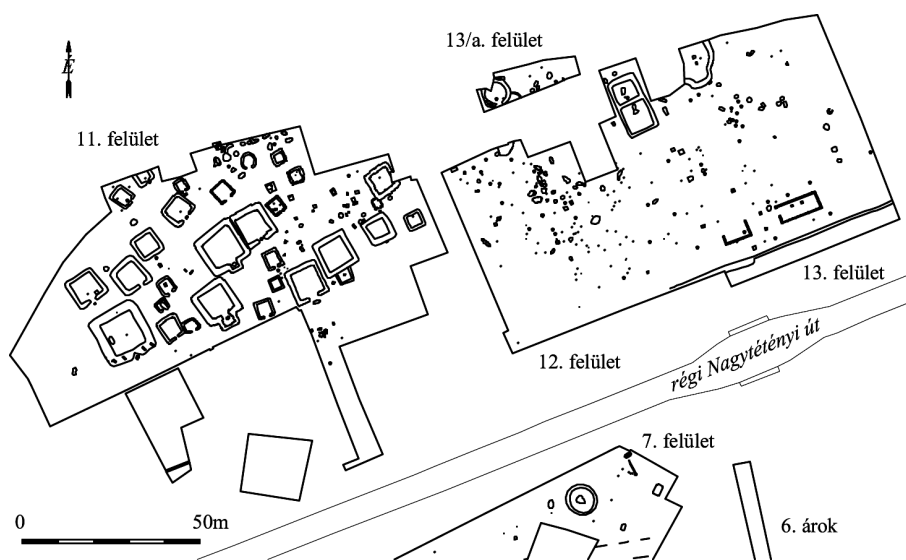 13/a. felület
É
11. felület
13. felület
12. felület
régi Nagytétényi út
7. felület
0 50m
6. árok